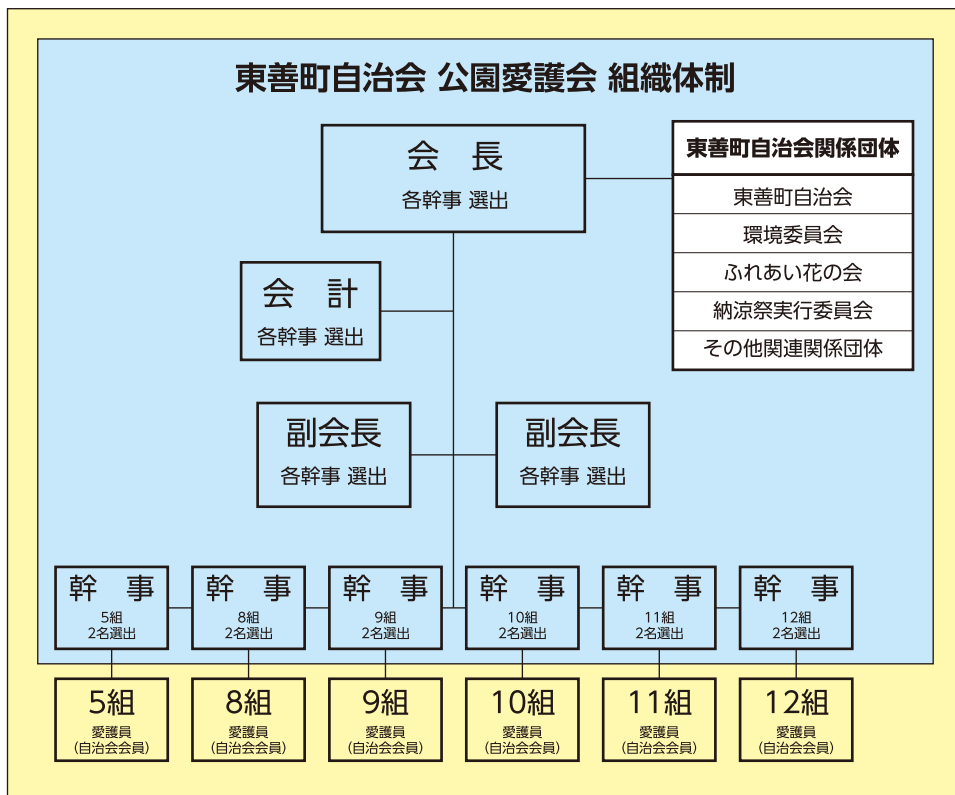 東善町自治会 公園愛護会 組織体制
会 長
各幹事 選出
東善町自治会関係団体
東善町自治会
環境委員会
ふれあい花の会
納涼祭実行委員会
その他関連関係団体
会 計
各幹事 選出
副会長
各幹事 選出
副会長
各幹事 選出
幹 事
5組
2名選出
幹 事
8組
2名選出
幹 事
9組
2名選出
幹 事
10組
2名選出
幹 事
11組
2名選出
幹 事
12組
2名選出
5組
愛護員
(自治会会員)
8組
愛護員
(自治会会員)
9組
愛護員
(自治会会員)
10組
愛護員
(自治会会員)
11組
愛護員
(自治会会員)
12組
愛護員
(自治会会員)